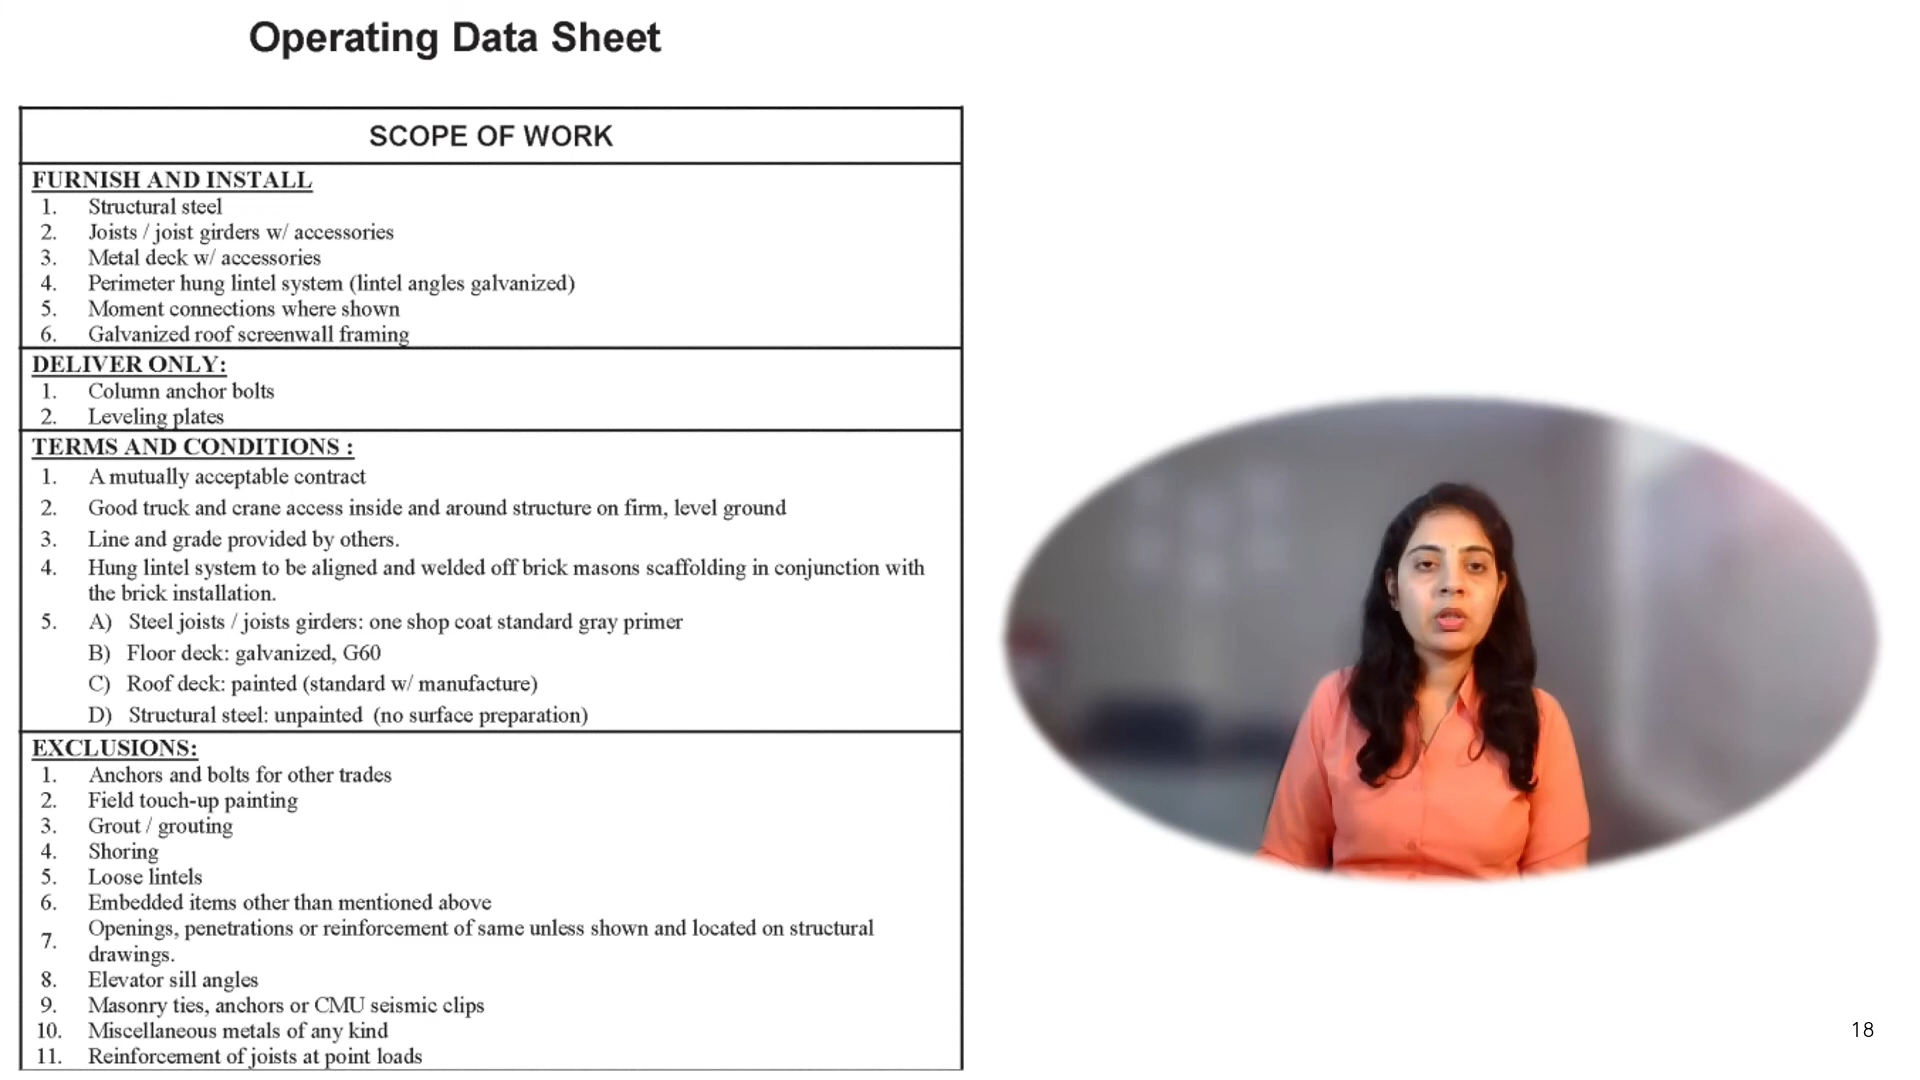 Operating Data Sheet
SCOPE OF WORK
FURNISH AND INSTALL
1. Structural steel
2. Joists / joist girders w/ accessories
3. Metal deck w/ accessories
4. Perimeter hung lintel system (lintel angles galvanized)
5. Moment connections where shown
6. Galvanized roof screenwall framing
DELIVER ONLY:
1. Column anchor bolts
2. Leveling plates
TERMS AND CONDITIONS :
1. A mutually acceptable contract
2. Good truck and crane access inside and around structure on firm, level ground
3. Line and grade provided by others.
4. Hung lintel system to be aligned and welded off brick masons scaffolding in conjunction with
the brick installation.
5. A) Steel joists / joists girders: one shop coat standard gray primer
B) Floor deck: galvanized, G60
C) Roof deck: painted (standard w/ manufacture)
D) Structural steel: unpainted (no surface preparation)
EXCLUSIONS:
1. Anchors and bolts for other trades
2. Field touch-up painting
3. Grout / grouting
4. Shoring
5. Loose lintels
6. Embedded items other than mentioned above
7. Openings, penetrations or reinforcement of same unless shown and located on structural
drawings.
8. Elevator sill angles
9. Masonry ties, anchors or CMU seismic clips
10. Miscellaneous metals of any kind
11. Reinforcement of joists at point loads
18